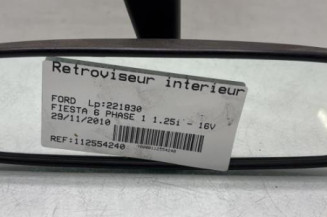 Retroviseur interieur
FORD Lp:221830
FIESTA 6 PHASE 1 1.25i - 16V
29/11/2010
REF:112554240